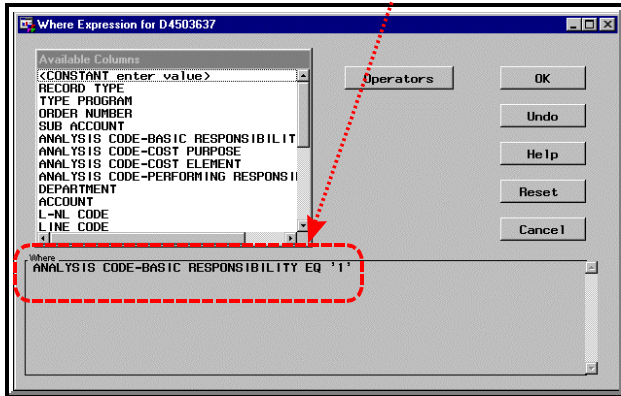 Where Expression for D4503637
Available Columns
<CONSTANT enter value>
RECORD TYPE
TYPE PROGRAM
ORDER NUMBER
SUB ACCOUNT
ANALYSIS CODE-BASIC RESPONSIBILIT
ANALYSIS CODE-COST PURPOSE
ANALYSIS CODE-COST ELEMENT
ANALYSIS CODE-PERFORMING RESPONSI
DEPARTMENT
ACCOUNT
L-NL CODE
LINE CODE
Operators
OK
Undo
Help
Reset
Cancel
Where
ANALYSIS CODE-BASIC RESPONSIBILITY EQ '1'